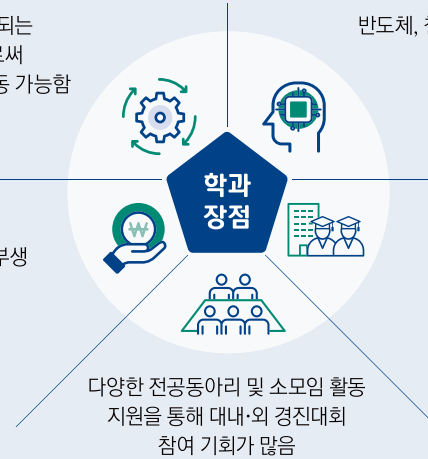 되는
로써
동 가능함
반도체,
학과
장점
부생
다양한 전공동아리 및 소모임 활동
지원을 통해 대내·외 경진대회
참여 기회가 많음